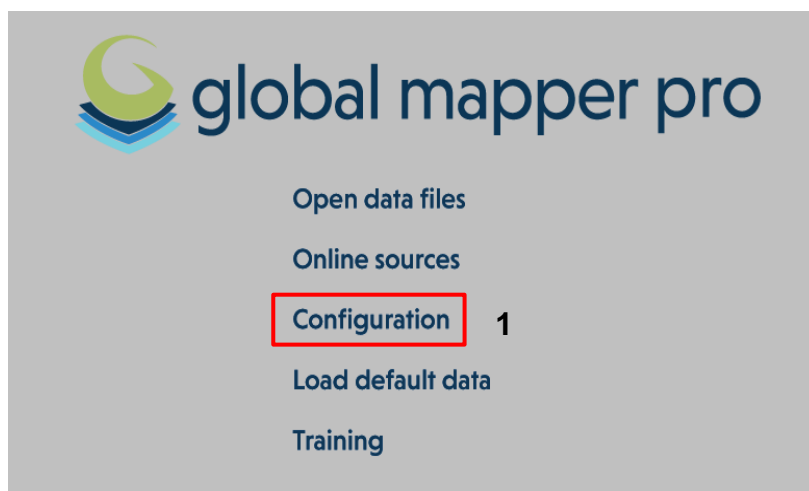 global mapper pro
Open data files
Online sources
Configuration 1
Load default data
Training